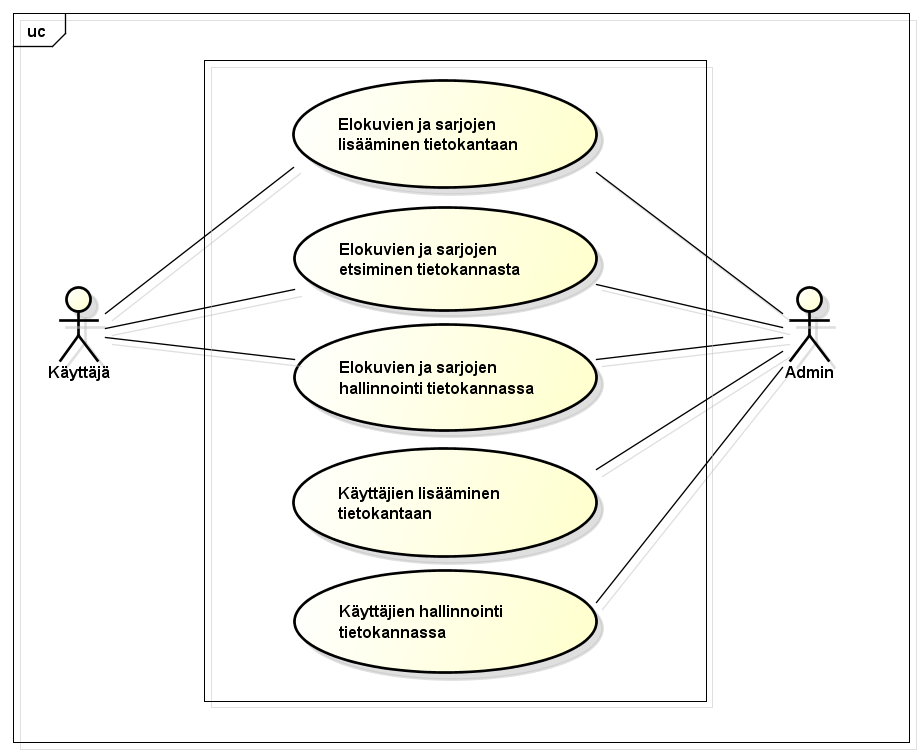 uc
Elokuvien ja sarjojen
lisääminen tietokantaan
Elokuvien ja sarjojen
etsiminen tietokannasta
Elokuvien ja sarjojen
hallinnointi tietokannassa
Käyttäjä
Admin
Käyttäjien lisääminen
tietokantaan
Käyttäjien hallinnointi
tietokannassa